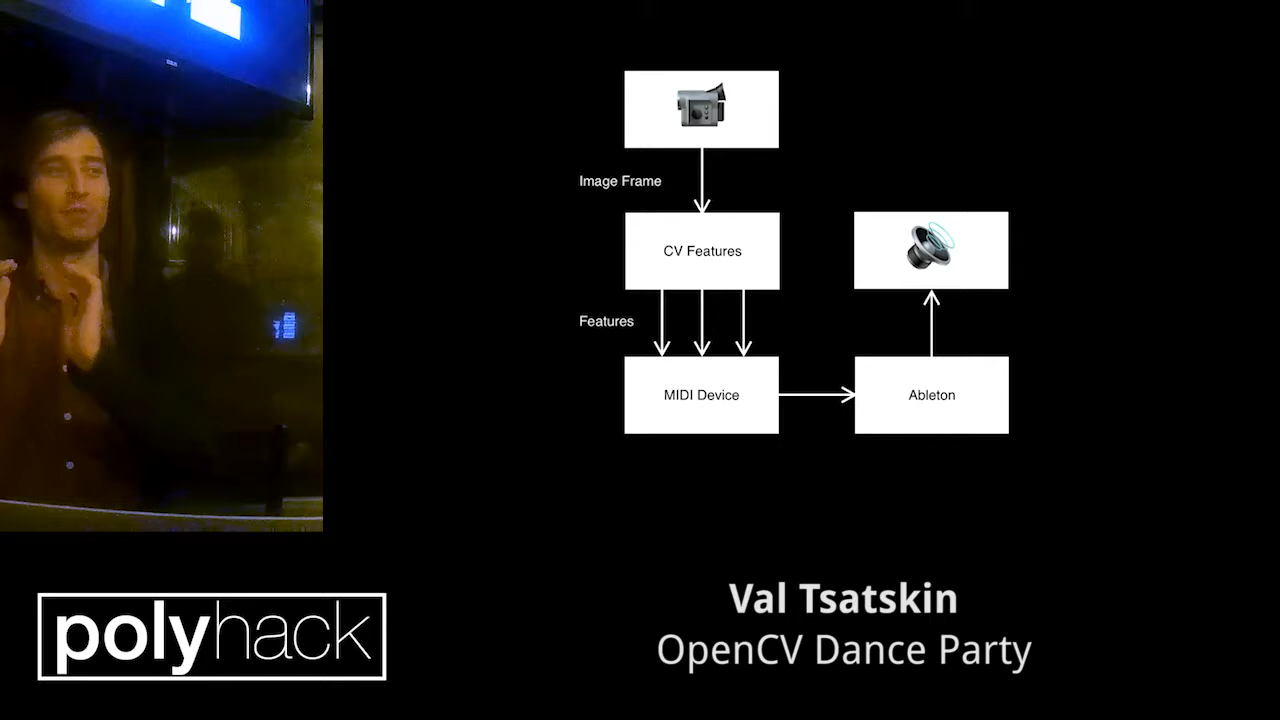 Image Frame
CV Features
Features
MIDI Device
Ableton
polyhack
Val Tsatskin
OpenCV Dance Party